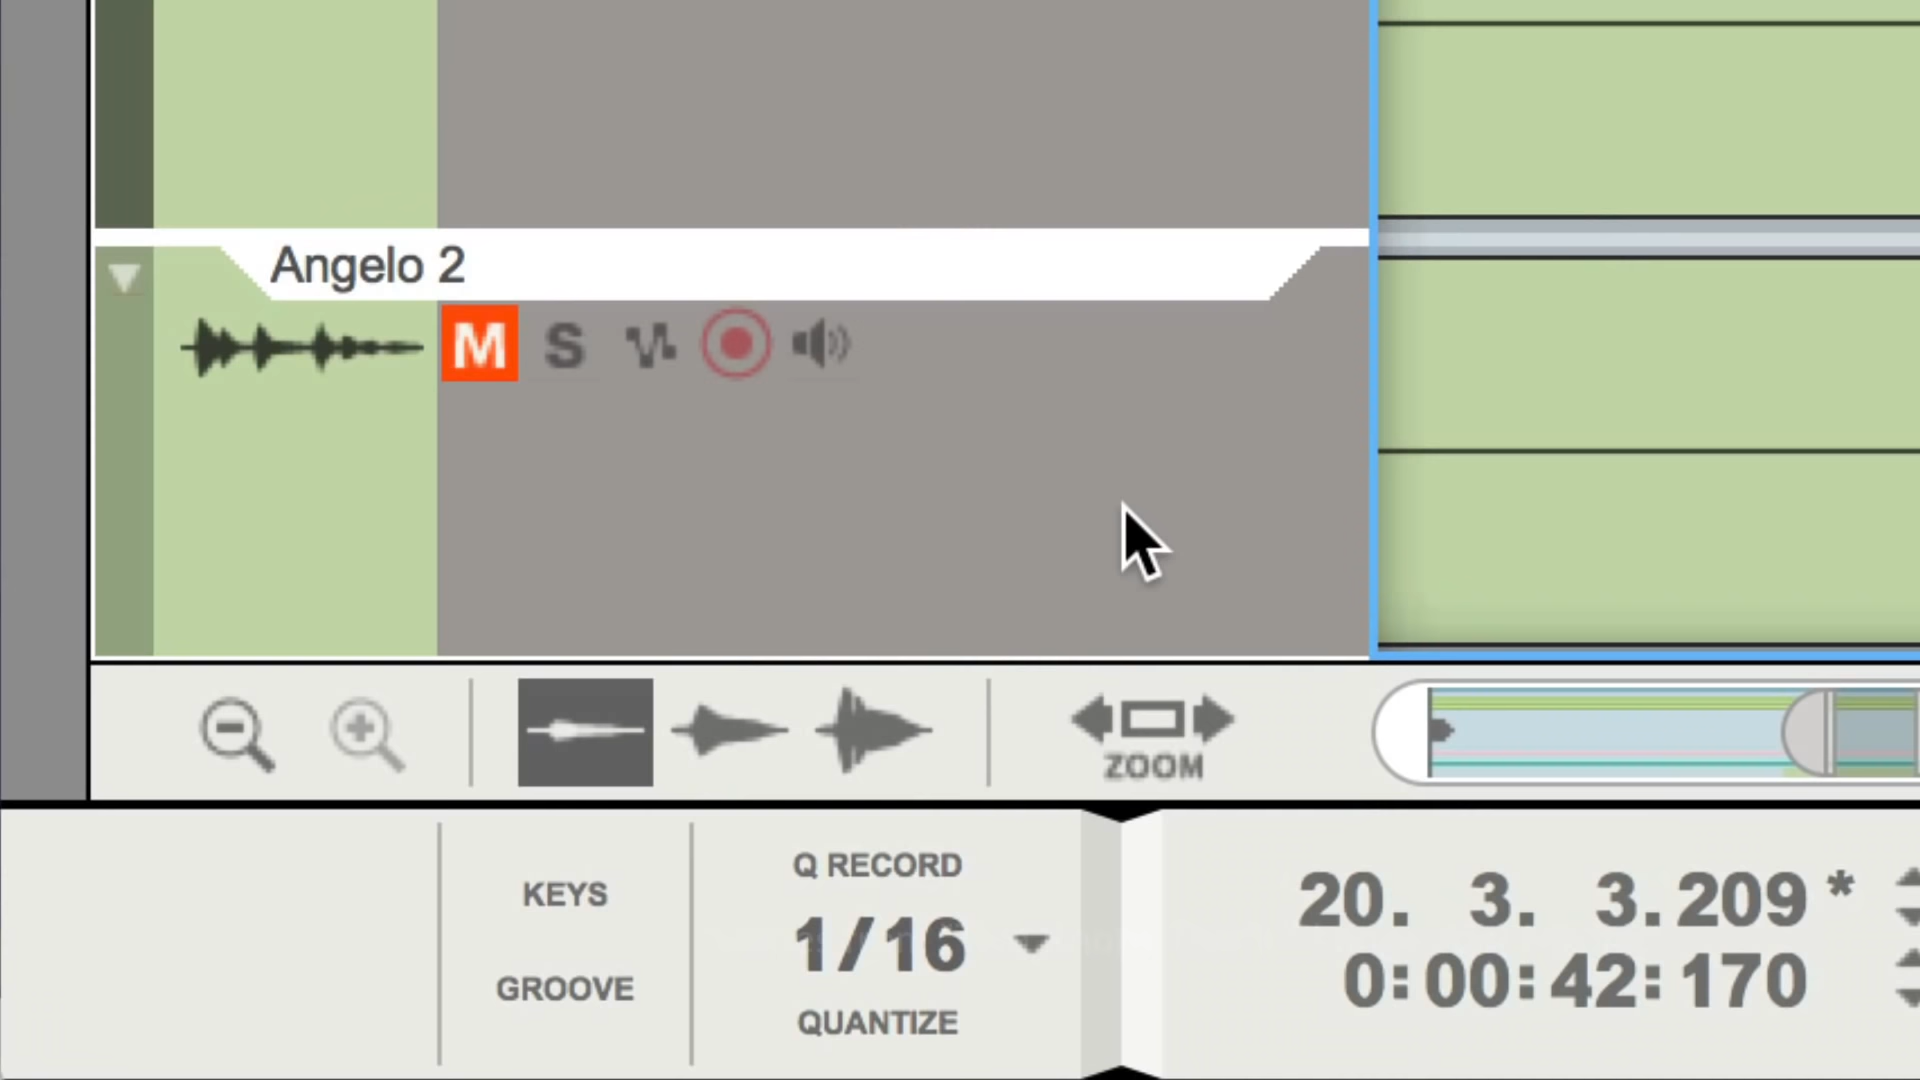 Angelo 2
M S
ZOOM
KEYS
GROOVE
Q RECORD
1/16
QUANTIZE
20. 3. 3.209 *
0:00:42:170